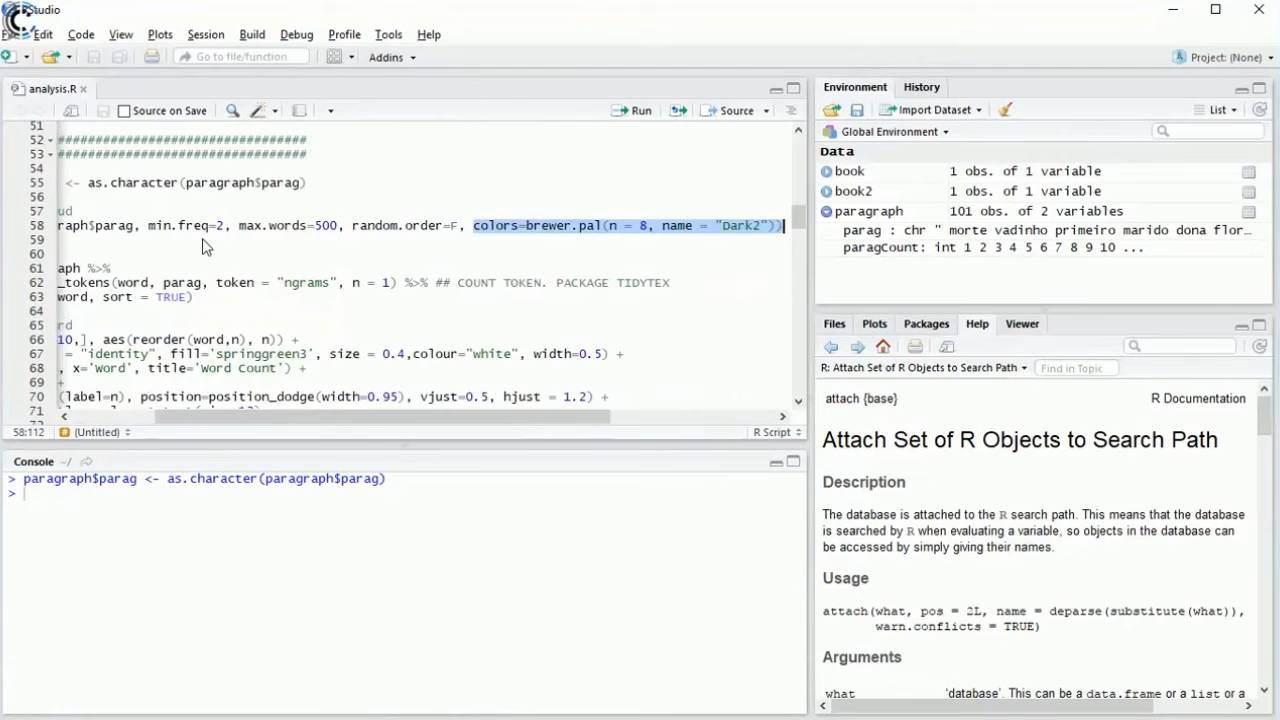 Studio
Edit Code View Plots Session Build Debug Profile Tools Help
Go to file/function
Addins
Project: (None)
analysis.R
Source on Save
Run
Source
51
52 ################################
53 ################################
54
55 <- as.character(paragraph$parag)
56
57 ud
58 raph$parag, min.freq=2, max.words=500, random.order=F, colors=brewer.pal(n = 8, name = "Dark2"))
59
60
61 aph %>%
62 _tokens(word, parag, token = "ngrams", n = 1) %>% ## COUNT TOKEN. PACKAGE TIDYTEX
63 word, sort = TRUE)
64
65 rd
66 10,], aes(reorder(word,n), n)) +
67 = "identity", fill='springgreen3', size = 0.4,colour="white", width=0.5) +
68 , x='word', title='Word Count') +
69 +
70 (label=n), position=position_dodge(width=0.95), vjust=0.5, hjust = 1.2) +
71
58:112
(Untitled)
R Script
Console ~/
> paragraph$parag <- as.character(paragraph$parag)
>
Environment History
Import Dataset
List
Global Environment
Data
book 1 obs. of 1 variable
book2 1 obs. of 1 variable
paragraph 101 obs. of 2 variables
parag : chr " morte vadinho primeiro marido dona flor…
paragCount: int 1 2 3 4 5 6 7 8 9 10 ...
Files Plots Packages Help Viewer
R: Attach Set of R Objects to Search Path
Find in Topic
attach {base} R Documentation
Attach Set of R Objects to Search Path
Description
The database is attached to the R search path. This means that the database
is searched by R when evaluating a variable, so objects in the database can
be accessed by simply giving their names.
Usage
attach(what, pos = 2L, name = deparse(substitute(what)),
warn.conflicts = TRUE)
Arguments
what 'database'. This can be a data.frame or a list or a